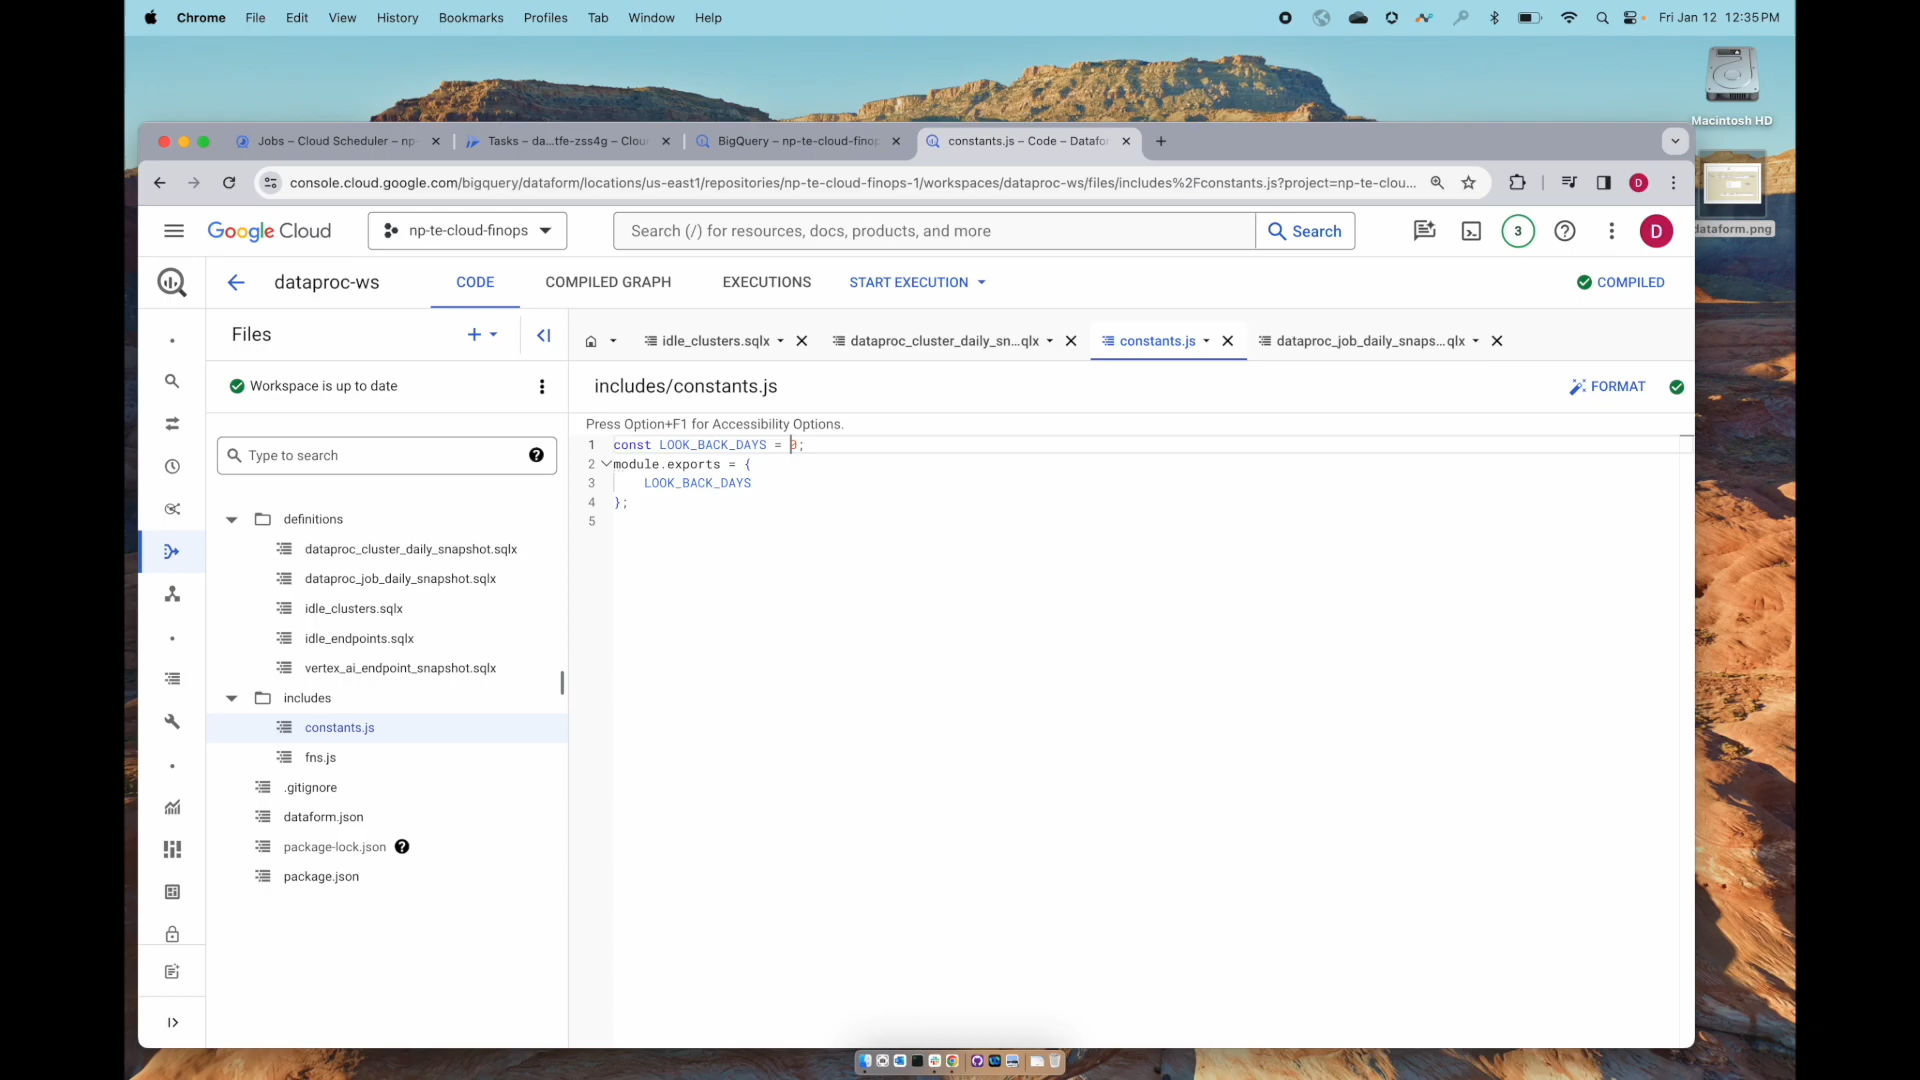 Chrome File Edit View History Bookmarks Profiles Tab Window Help Fri Jan 12 12:35 PM
Macintosh HD
dataform.png
Jobs – Cloud Scheduler – np- Tasks – da...tfe-zss4g – Clou BigQuery – np-te-cloud-finop constants.js – Code – Datafor
console.cloud.google.com/bigquery/dataform/locations/us-east1/repositories/np-te-cloud-finops-1/workspaces/dataproc-ws/files/includes%2Fconstants.js?project=np-te-clou... D
Google Cloud np-te-cloud-finops Search (/) for resources, docs, products, and more Search 3 D
dataproc-ws CODE COMPILED GRAPH EXECUTIONS START EXECUTION COMPILED
Files
idle_clusters.sqlx dataproc_cluster_daily_sn...qlx constants.js dataproc_job_daily_snaps...qlx
Workspace is up to date
includes/constants.js FORMAT
Type to search
definitions
dataproc_cluster_daily_snapshot.sqlx
dataproc_job_daily_snapshot.sqlx
idle_clusters.sqlx
idle_endpoints.sqlx
vertex_ai_endpoint_snapshot.sqlx
includes
constants.js
fns.js
.gitignore
dataform.json
package-lock.json
package.json
Press Option+F1 for Accessibility Options.
1 const LOOK_BACK_DAYS = 0;
2 module.exports = {
3 LOOK_BACK_DAYS
4 };
5